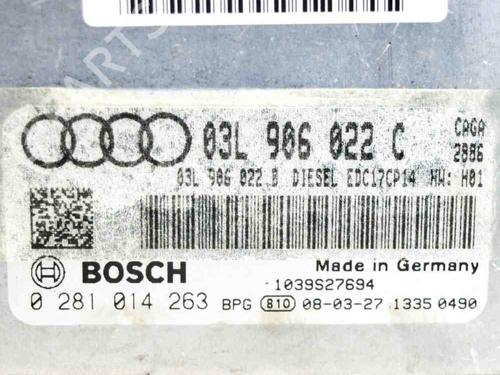 03L 906 022 C CAGA
2886
03L 906 022 B DIESEL EDC17CP14 HW: H01
BOSCH
Made in Germany
1039S27694
0 281 014 263 BPG 810 08-03-27 1335 0490